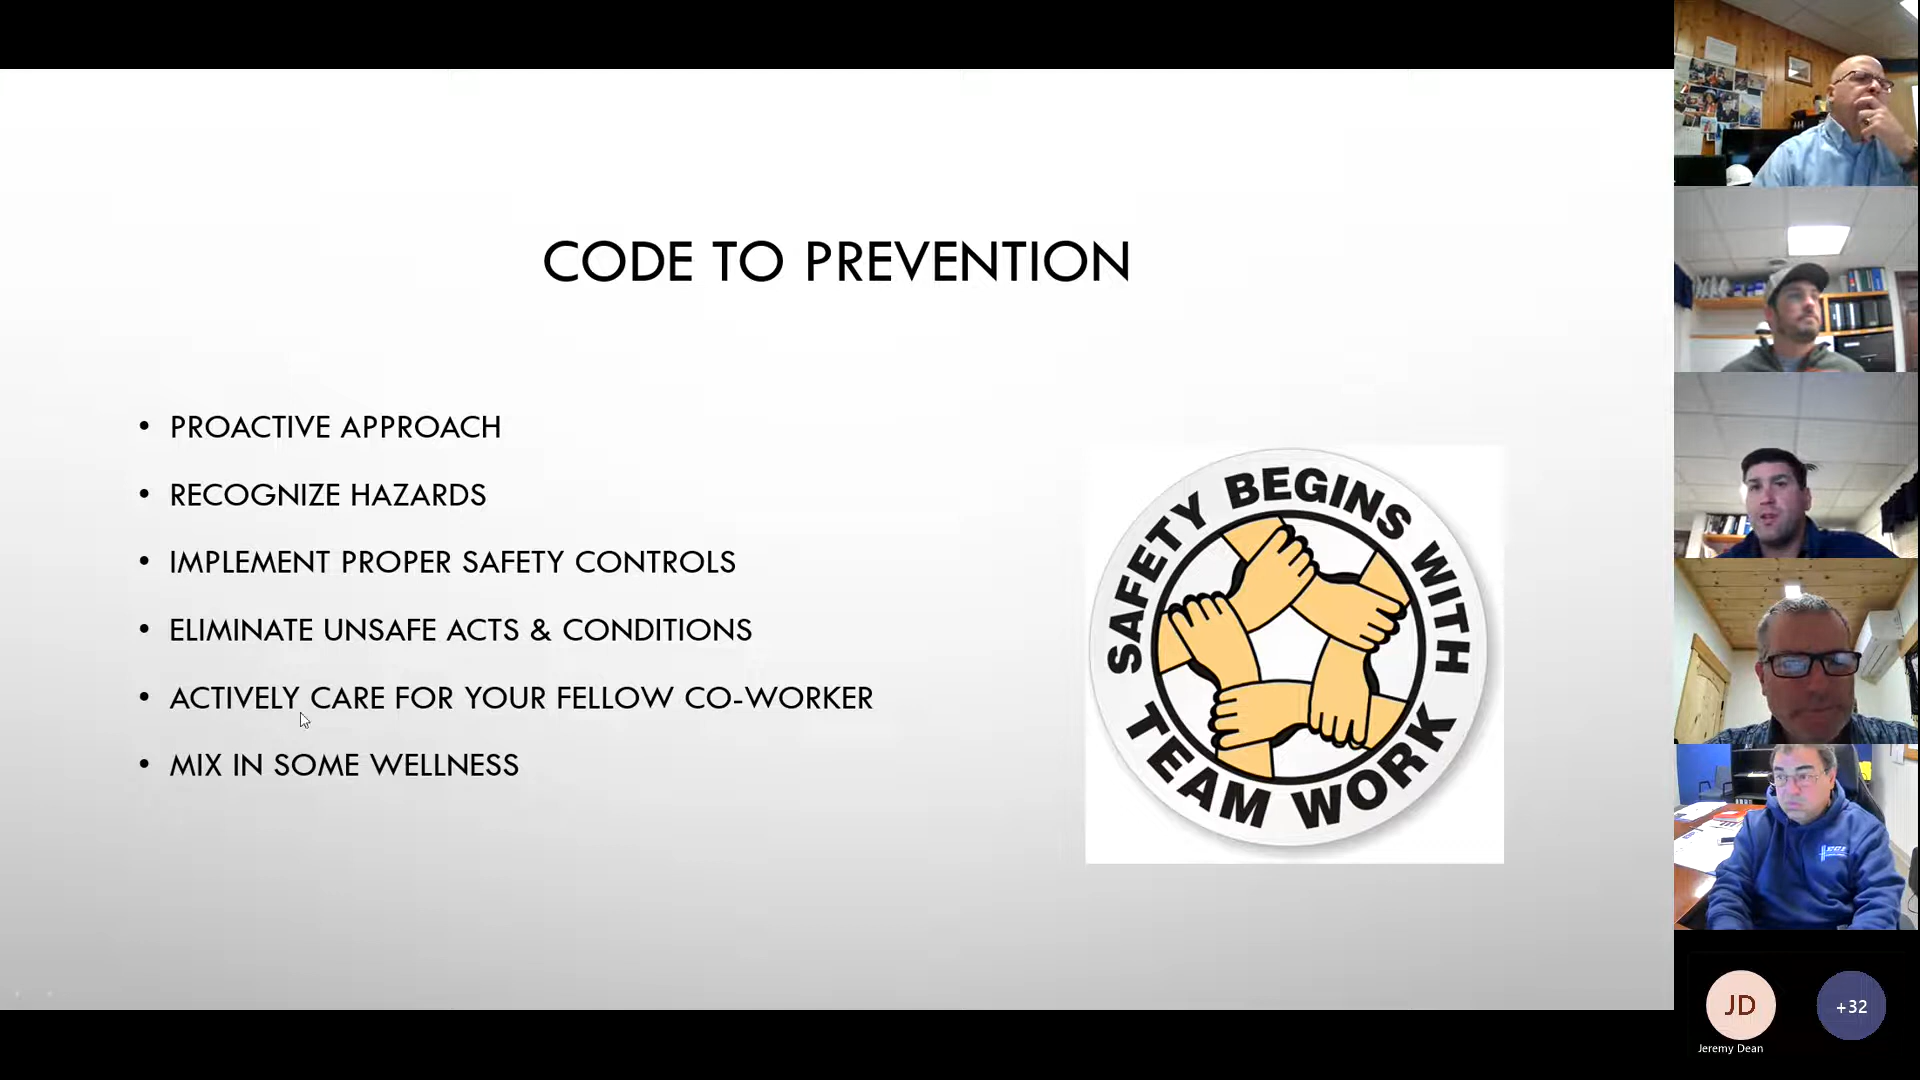 CODE TO PREVENTION
• PROACTIVE APPROACH
• RECOGNIZE HAZARDS
• IMPLEMENT PROPER SAFETY CONTROLS
• ELIMINATE UNSAFE ACTS & CONDITIONS
• ACTIVELY CARE FOR YOUR FELLOW CO-WORKER
• MIX IN SOME WELLNESS
SAFETY BEGINS WITH
TEAM WORK
JD
+32
Jeremy Dean